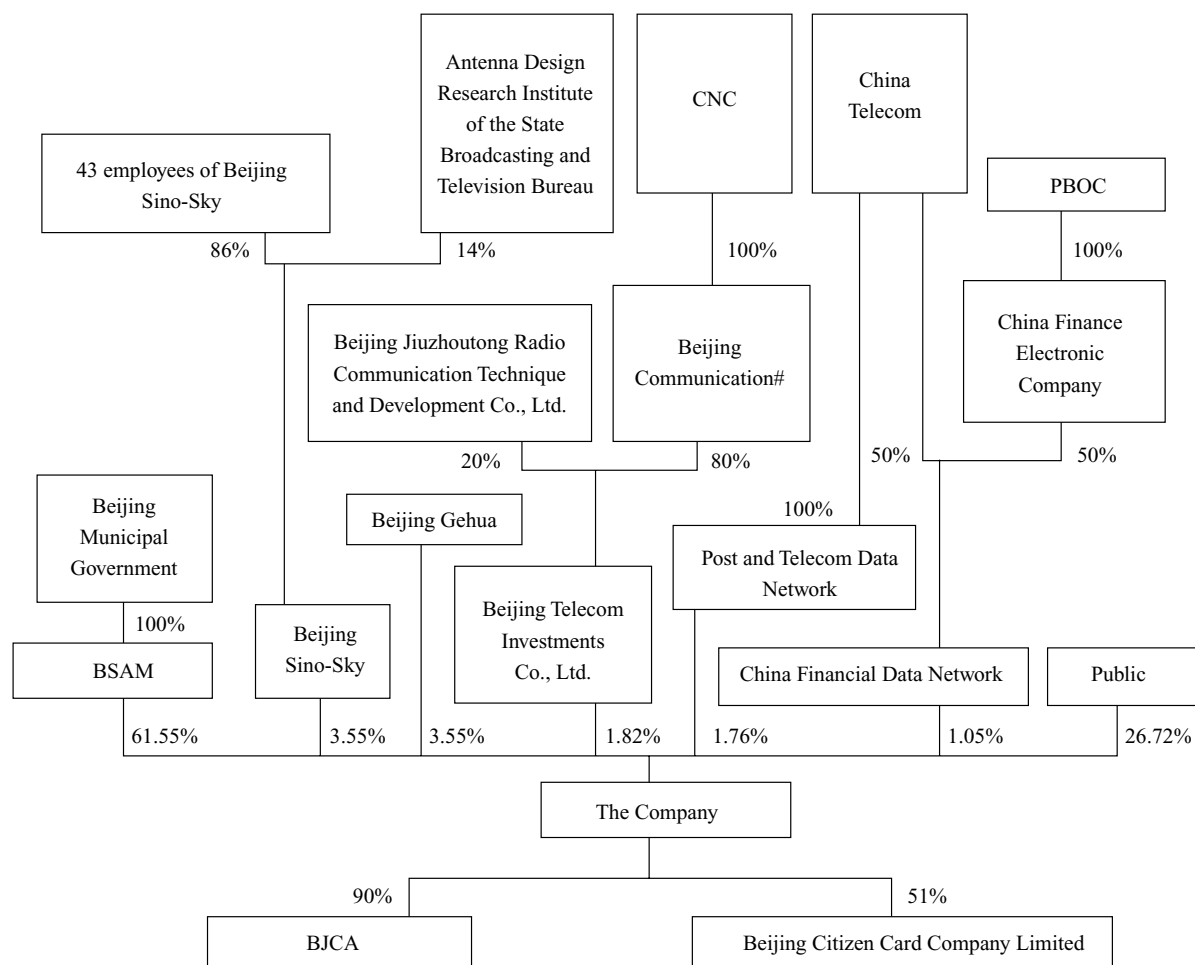 Antenna Design
Research Institute
of the State
Broadcasting and
Television Bureau
CNC
China
Telecom
43 employees of Beijing
Sino-Sky
PBOC
86%
14%
100%
100%
Beijing Jiuzhoutong Radio
Communication Technique
and Development Co., Ltd.
Beijing
Communication#
China Finance
Electronic
Company
20%
80%
50%
50%
Beijing
Municipal
Government
Beijing Gehua
100%
Post and Telecom Data
Network
100%
BSAM
Beijing
Sino-Sky
Beijing Telecom
Investments
Co., Ltd.
China Financial Data Network
Public
61.55%
3.55%
3.55%
1.82%
1.76%
1.05%
26.72%
The Company
90%
51%
BJCA
Beijing Citizen Card Company Limited